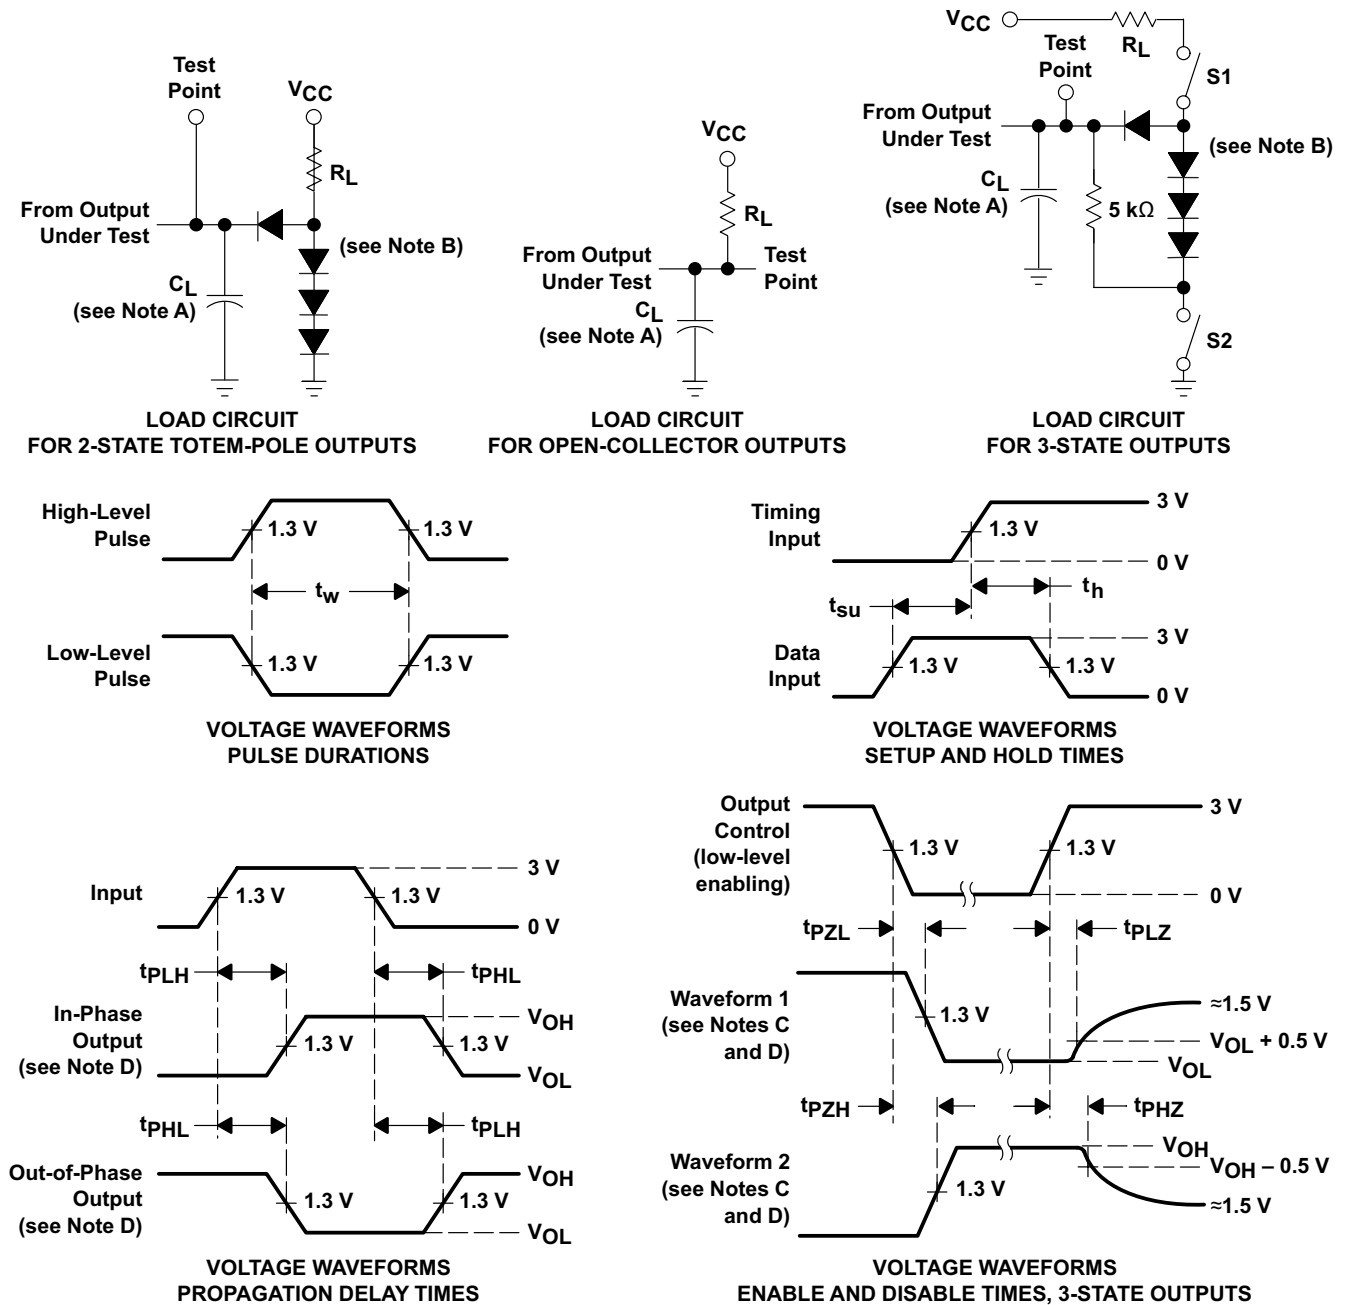 Test
Point
VCC
RL
From Output
Under Test
(see Note B)
CL
(see Note A)
LOAD CIRCUIT
FOR 2-STATE TOTEM-POLE OUTPUTS
VCC
RL
From Output
Under Test
Test
Point
CL
(see Note A)
LOAD CIRCUIT
FOR OPEN-COLLECTOR OUTPUTS
VCC
RL
Test
Point
S1
From Output
Under Test
(see Note B)
CL
(see Note A)
5 kΩ
S2
LOAD CIRCUIT
FOR 3-STATE OUTPUTS
High-Level
Pulse
1.3 V
1.3 V
tw
Low-Level
Pulse
1.3 V
1.3 V
VOLTAGE WAVEFORMS
PULSE DURATIONS
Timing
Input
1.3 V
3 V
0 V
tsu
th
Data
Input
1.3 V
1.3 V
3 V
0 V
VOLTAGE WAVEFORMS
SETUP AND HOLD TIMES
Input
1.3 V
1.3 V
3 V
0 V
tPLH
tPHL
In-Phase
Output
(see Note D)
1.3 V
1.3 V
VOH
VOL
tPHL
tPLH
Out-of-Phase
Output
(see Note D)
1.3 V
1.3 V
VOH
VOL
VOLTAGE WAVEFORMS
PROPAGATION DELAY TIMES
Output
Control
(low-level
enabling)
1.3 V
1.3 V
3 V
0 V
tPZL
tPLZ
Waveform 1
(see Notes C
and D)
1.3 V
≈1.5 V
VOL + 0.5 V
VOL
tPZH
tPHZ
Waveform 2
(see Notes C
and D)
1.3 V
VOH
VOH – 0.5 V
≈1.5 V
VOLTAGE WAVEFORMS
ENABLE AND DISABLE TIMES, 3-STATE OUTPUTS